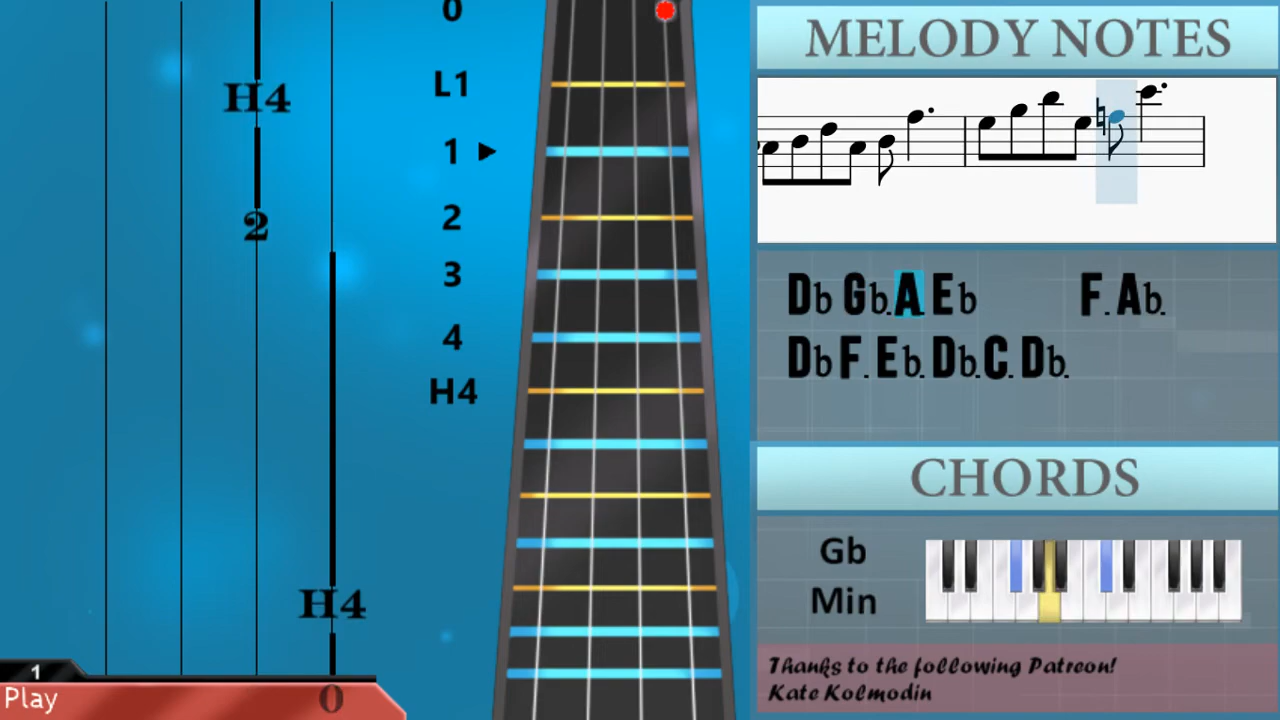 0
H4
L1
1
2
2
3
4
H4
H4
1
Play
0
MELODY NOTES
Db Gb. A. Eb F. Ab.
Db F. Eb. Db. C. Db.
CHORDS
Gb
Min
Thanks to the following Patreon!
Kate Kolmodin